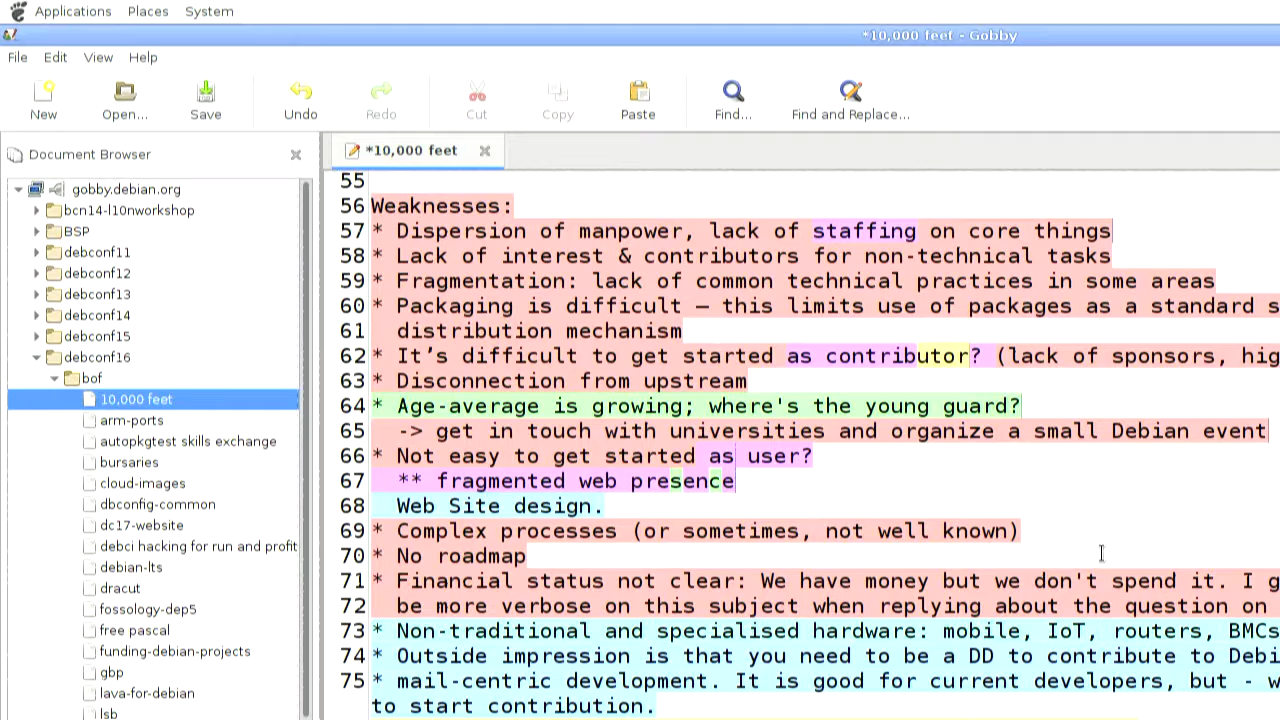 Applications Places System
*10,000 feet - Gobby
File Edit View Help
New Open... Save Undo Redo Cut Copy Paste Find... Find and Replace...
Document Browser
*10,000 feet
gobby.debian.org
bcn14-l10nworkshop
BSP
debconf11
debconf12
debconf13
debconf14
debconf15
debconf16
bof
10,000 feet
arm-ports
autopkgtest skills exchange
bursaries
cloud-images
dbconfig-common
dc17-website
debci hacking for run and profit
debian-lts
dracut
fossology-dep5
free pascal
funding-debian-projects
gbp
lava-for-debian
lsb
55
56 Weaknesses:
57 * Dispersion of manpower, lack of staffing on core things
58 * Lack of interest & contributors for non-technical tasks
59 * Fragmentation: lack of common technical practices in some areas
60 * Packaging is difficult – this limits use of packages as a standard s
61 distribution mechanism
62 * It’s difficult to get started as contributor? (lack of sponsors, hig
63 * Disconnection from upstream
64 * Age-average is growing; where's the young guard?
65 -> get in touch with universities and organize a small Debian event
66 * Not easy to get started as user?
67 ** fragmented web presence
68 Web Site design.
69 * Complex processes (or sometimes, not well known)
70 * No roadmap
71 * Financial status not clear: We have money but we don't spend it. I g
72 be more verbose on this subject when replying about the question on
73 * Non-traditional and specialised hardware: mobile, IoT, routers, BMCs
74 * Outside impression is that you need to be a DD to contribute to Debi
75 * mail-centric development. It is good for current developers, but - w
to start contribution.